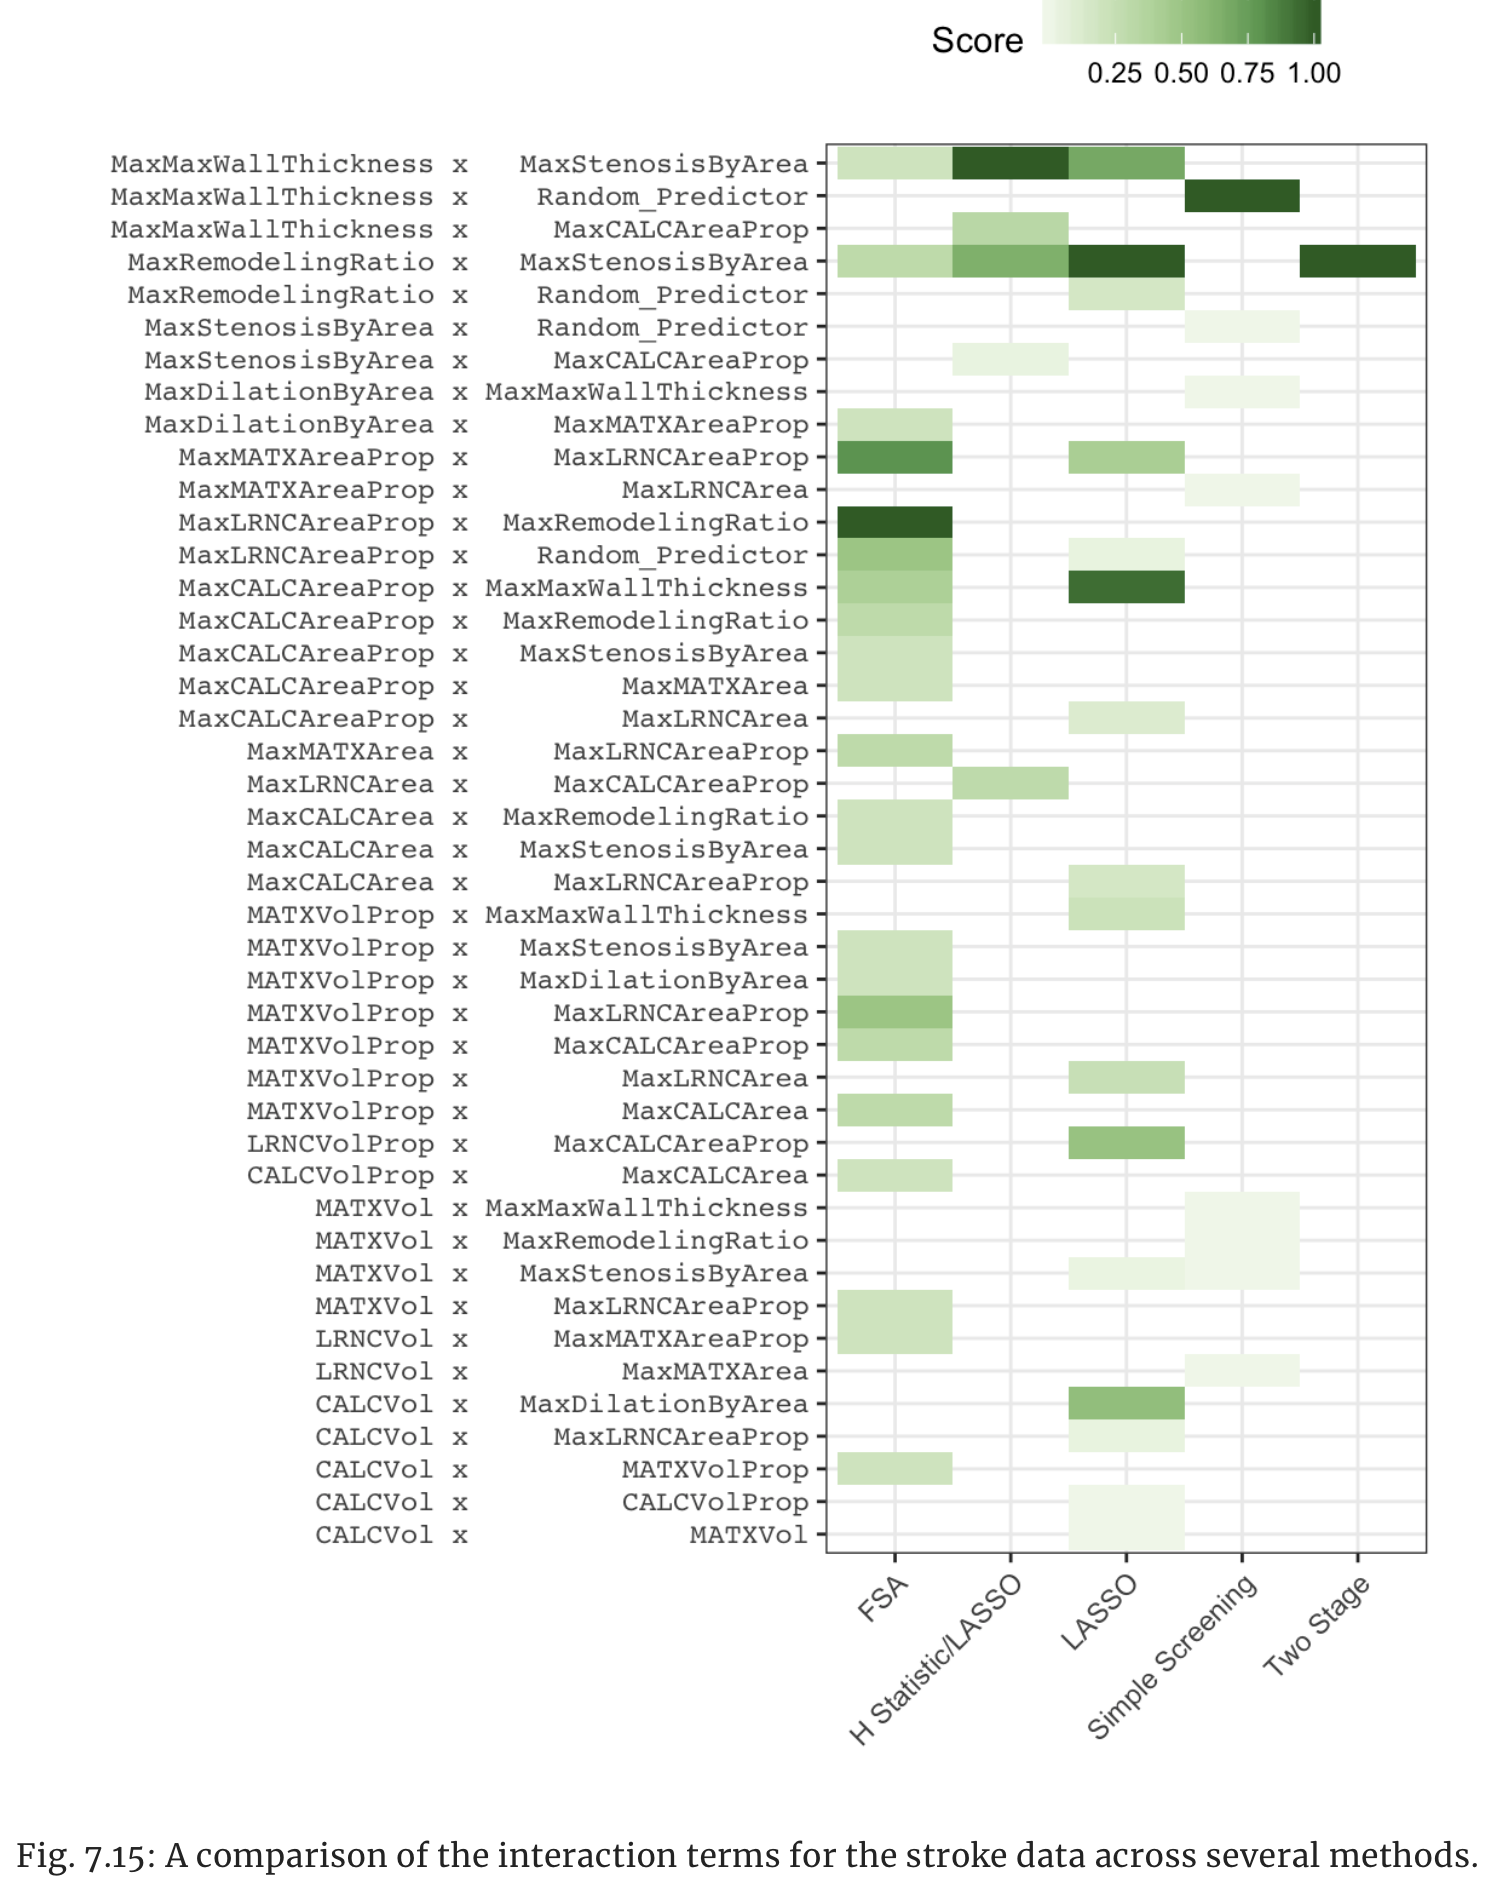 Score
0.25 0.50 0.75 1.00
MaxMaxWallThickness x MaxStenosisByArea
MaxMaxWallThickness x Random_Predictor
MaxMaxWallThickness x MaxCALCAreaProp
MaxRemodelingRatio x MaxStenosisByArea
MaxRemodelingRatio x Random_Predictor
MaxStenosisByArea x Random_Predictor
MaxStenosisByArea x MaxCALCAreaProp
MaxDilationByArea x MaxMaxWallThickness
MaxDilationByArea x MaxMATXAreaProp
MaxMATXAreaProp x MaxLRNCAreaProp
MaxMATXAreaProp x MaxLRNCArea
MaxLRNCAreaProp x MaxRemodelingRatio
MaxLRNCAreaProp x Random_Predictor
MaxCALCAreaProp x MaxMaxWallThickness
MaxCALCAreaProp x MaxRemodelingRatio
MaxCALCAreaProp x MaxStenosisByArea
MaxCALCAreaProp x MaxMATXArea
MaxCALCAreaProp x MaxLRNCArea
MaxMATXArea x MaxLRNCAreaProp
MaxLRNCArea x MaxCALCAreaProp
MaxCALCArea x MaxRemodelingRatio
MaxCALCArea x MaxStenosisByArea
MaxCALCArea x MaxLRNCAreaProp
MATXVolProp x MaxMaxWallThickness
MATXVolProp x MaxStenosisByArea
MATXVolProp x MaxDilationByArea
MATXVolProp x MaxLRNCAreaProp
MATXVolProp x MaxCALCAreaProp
MATXVolProp x MaxLRNCArea
MATXVolProp x MaxCALCArea
LRNCVolProp x MaxCALCAreaProp
CALCVolProp x MaxCALCArea
MATXVol x MaxMaxWallThickness
MATXVol x MaxRemodelingRatio
MATXVol x MaxStenosisByArea
MATXVol x MaxLRNCAreaProp
LRNCVol x MaxMATXAreaProp
LRNCVol x MaxMATXArea
CALCVol x MaxDilationByArea
CALCVol x MaxLRNCAreaProp
CALCVol x MATXVolProp
CALCVol x CALCVolProp
CALCVol x MATXVol
FSA
H Statistic/LASSO
LASSO
Simple Screening
Two Stage
Fig. 7.15: A comparison of the interaction terms for the stroke data across several methods.